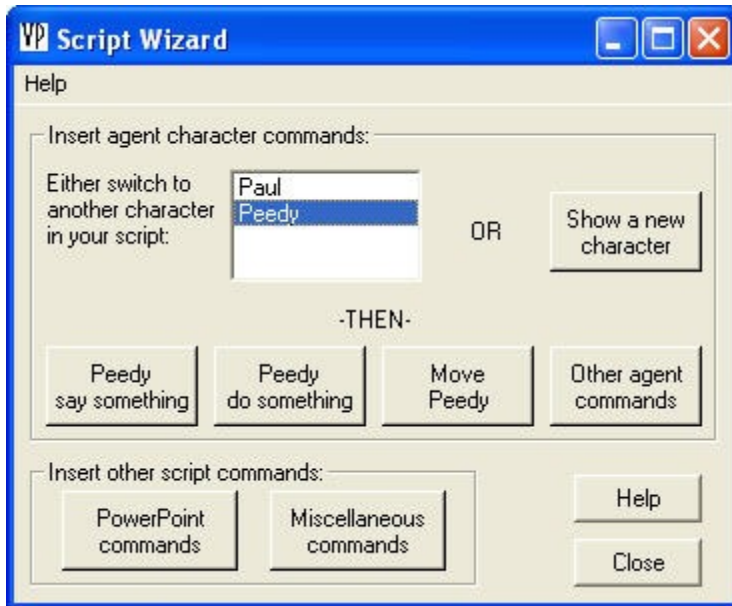 VP Script Wizard
Help
Insert agent character commands:
Either switch to
another character
in your script:
Paul
Peedy
OR
Show a new
character
-THEN-
Peedy
say something
Peedy
do something
Move
Peedy
Other agent
commands
Insert other script commands:
PowerPoint
commands
Miscellaneous
commands
Help
Close